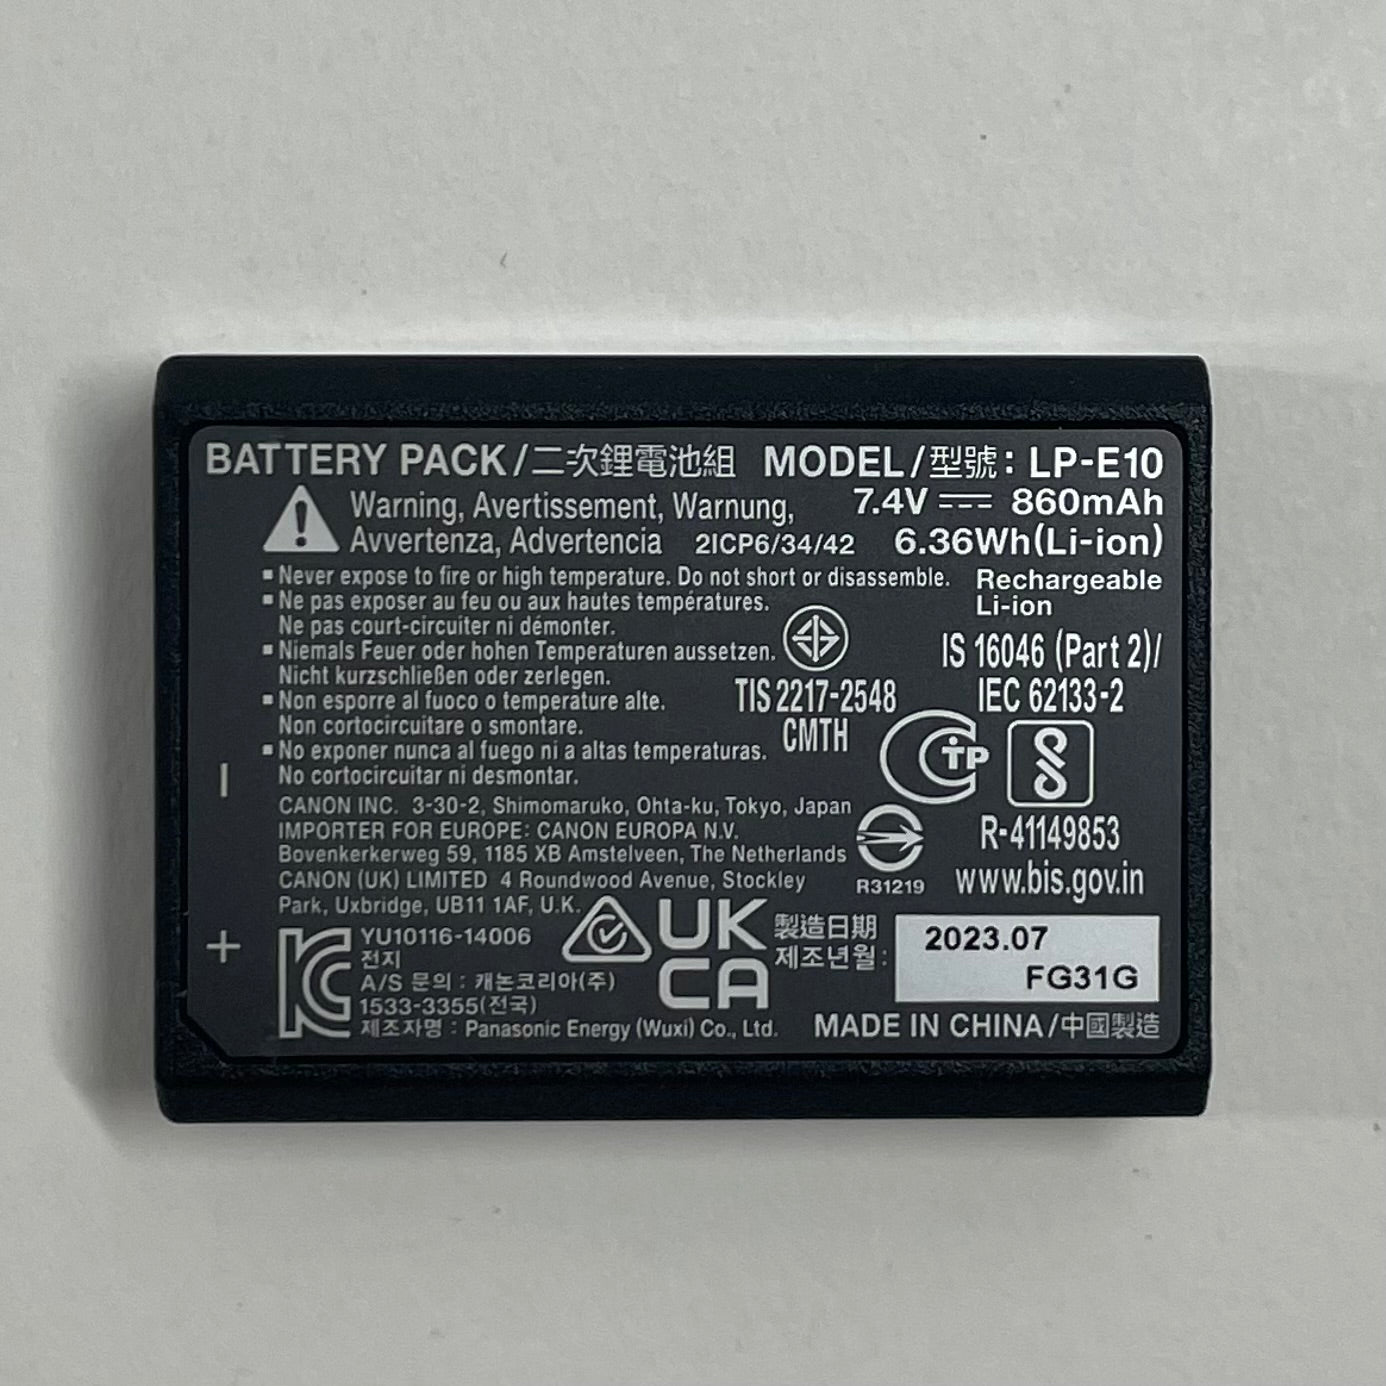 BATTERY PACK/二次鋰電池組 MODEL/型號: LP-E10
Warning, Avertissement, Warnung, 7.4V 860mAh
Avvertenza, Advertencia 2ICP6/34/42 6.36Wh(Li-ion)
Never expose to fire or high temperature. Do not short or disassemble. Rechargeable
Ne pas exposer au feu ou aux hautes températures. Li-ion
Ne pas court-circuiter ni démonter.
Niemals Feuer oder hohen Temperaturen aussetzen. IS 16046 (Part 2)/
Nicht kurzschließen oder zerlegen. IEC 62133-2
Non esporre al fuoco o temperature alte. TIS 2217-2548
Non cortocircuitare o smontare. CMTH
No exponer nunca al fuego ni a altas temperaturas. TP
No cortocircuitar ni desmontar.
CANON INC. 3-30-2, Shimomaruko, Ohta-ku, Tokyo, Japan
IMPORTER FOR EUROPE: CANON EUROPA N.V. R-41149853
Bovenkerkerweg 59, 1185 XB Amstelveen, The Netherlands
CANON (UK) LIMITED 4 Roundwood Avenue, Stockley R31219 www.bis.gov.in
Park, Uxbridge, UB11 1AF, U.K.
YU10116-14006 UK 製造日期 2023.07
전지 CA 제조년월: FG31G
A/S 문의 : 캐논코리아(주)
1533-3355(전국)
제조자명 : Panasonic Energy (Wuxi) Co., Ltd. MADE IN CHINA/中國製造